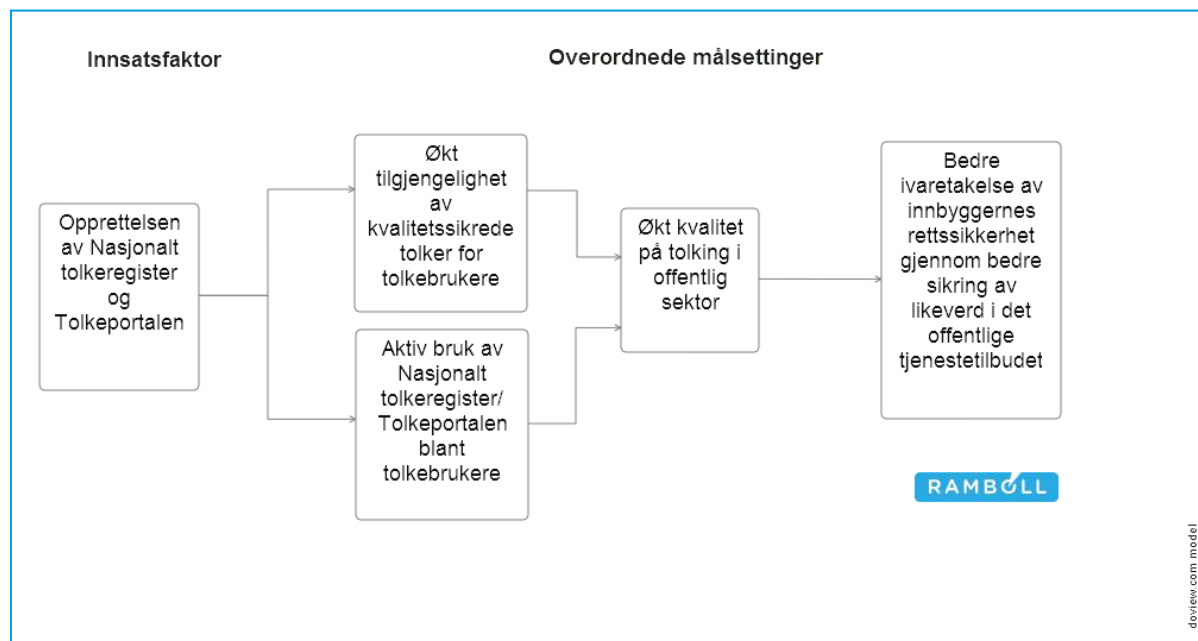 Innsatsfaktor
Overordnede målsettinger
Opprettelsen
av Nasjonalt
tolkeregister
og
Tolkeportalen
Økt
tilgjengelighet
av
kvalitetssikrede
tolker for
tolkebrukere
Aktiv bruk av
Nasjonalt
tolkeregister/
Tolkeportalen
blant
tolkebrukere
Økt kvalitet
på tolking i
offentlig
sektor
Bedre
ivaretakelse av
innbyggernes
rettssikkerhet
gjennom bedre
sikring av
likeverd i det
offentlige
tjenestetilbudet
RAMBØLL
doview.com model